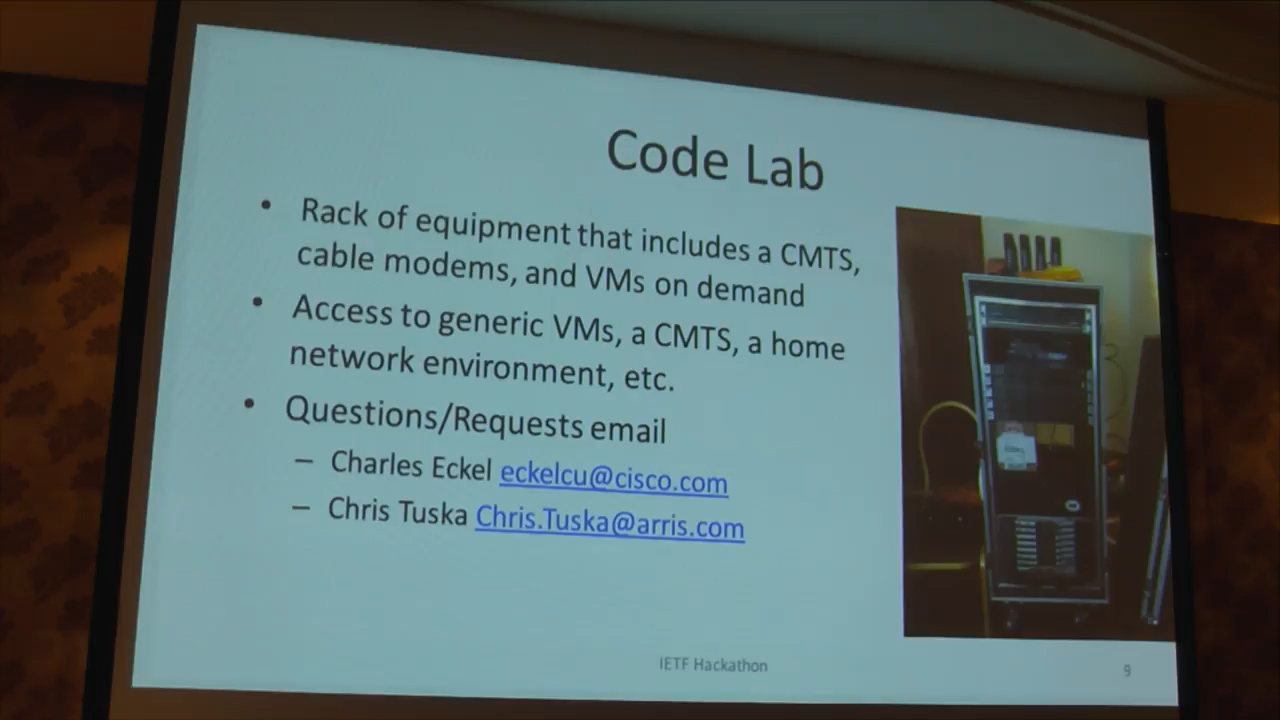 Code Lab
• Rack of equipment that includes a CMTS,
cable modems, and VMs on demand
• Access to generic VMs, a CMTS, a home
network environment, etc.
• Questions/Requests email
– Charles Eckel eckelcu@cisco.com
– Chris Tuska Chris.Tuska@arris.com
IETF Hackathon
9